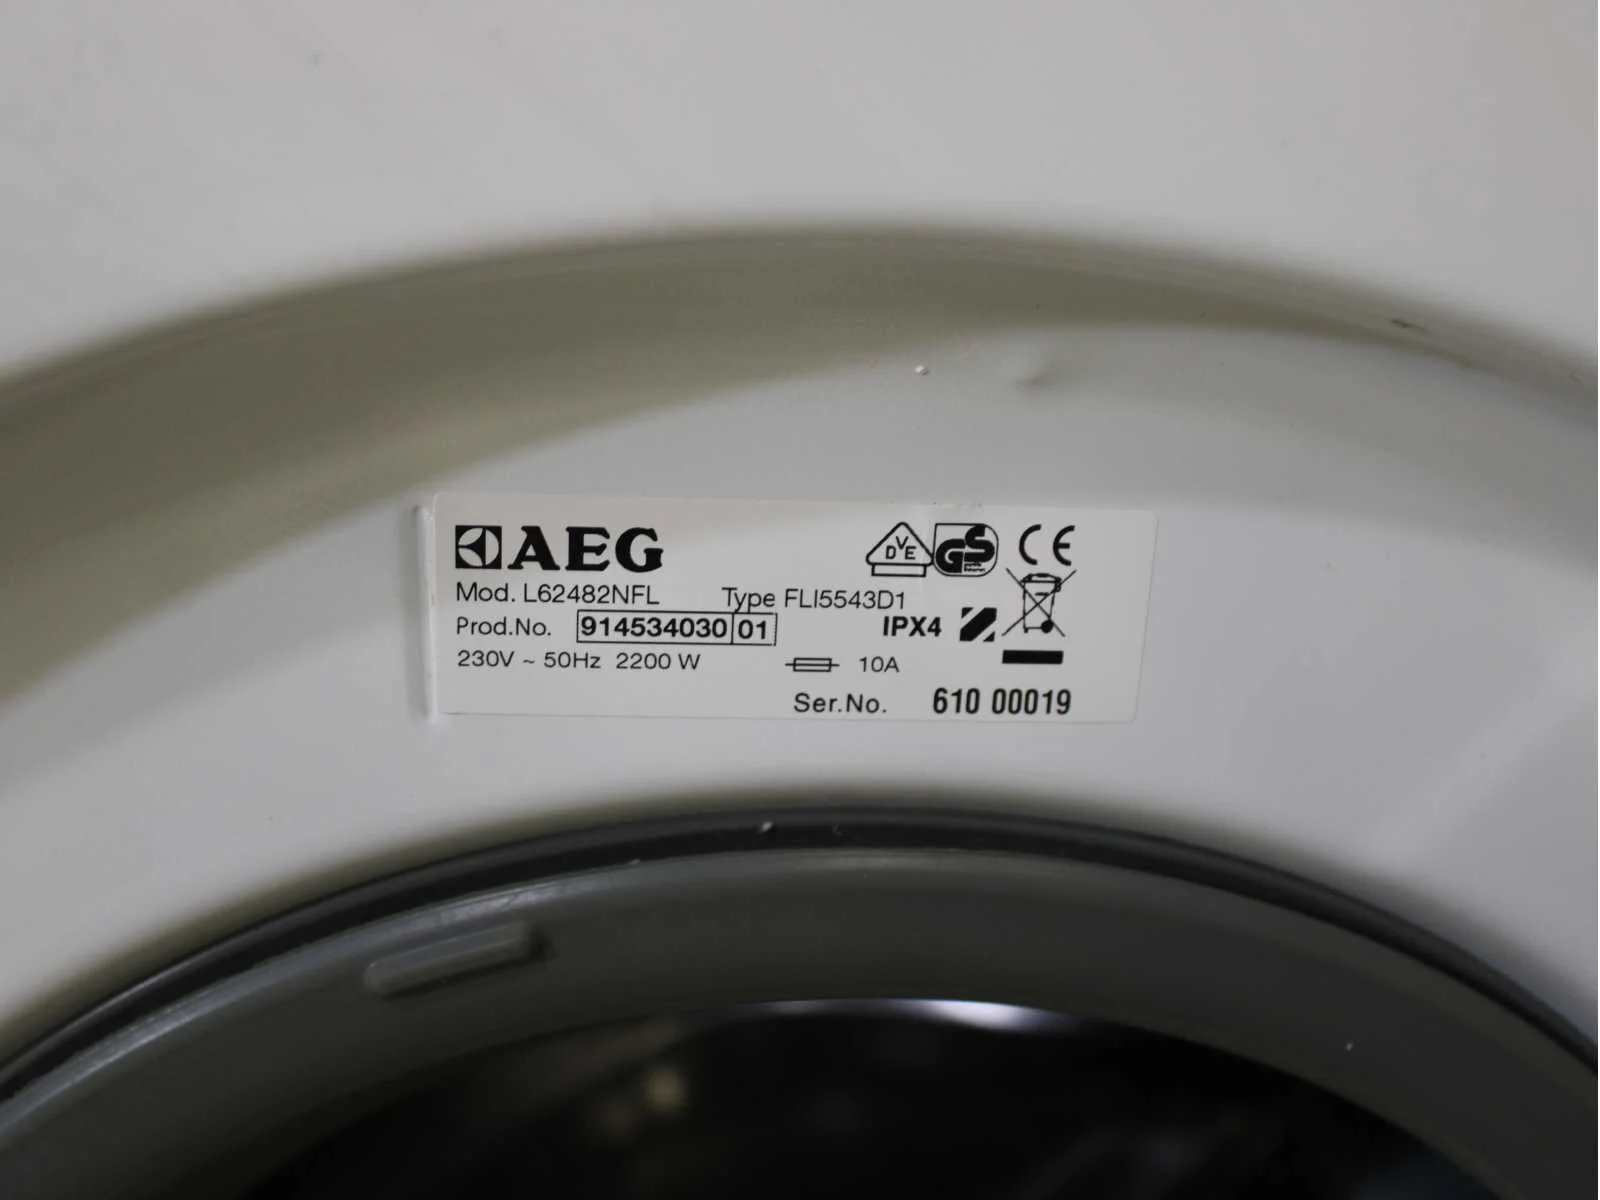 AEG
DVE GS CE
Mod. L62482NFL Type FLI5543D1
Prod.No. 914534030 01 IPX4
230V ~ 50Hz 2200 W 10A
Ser.No. 610 00019